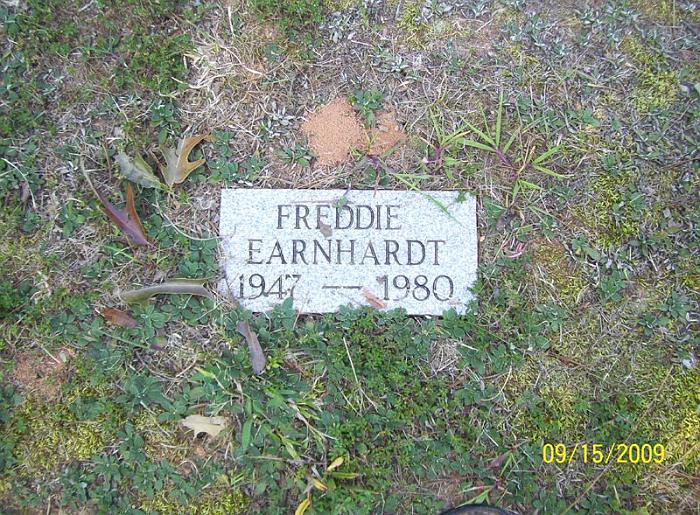 FREDDIE
EARNHARDT
1947 — 1980
09/15/2009